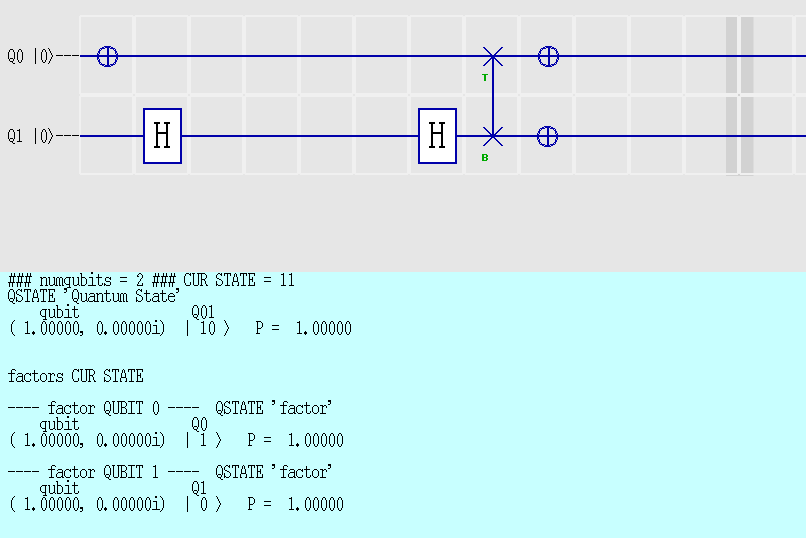 Q0 |0⟩---
T
Q1 |0⟩--- H H
B
### numqubits = 2 ### CUR STATE = 11
QSTATE 'Quantum State'
qubit Q01
( 1.00000, 0.00000i) | 10 ⟩ P = 1.00000
factors CUR STATE
---- factor QUBIT 0 ---- QSTATE 'factor'
qubit Q0
( 1.00000, 0.00000i) | 1 ⟩ P = 1.00000
---- factor QUBIT 1 ---- QSTATE 'factor'
qubit Q1
( 1.00000, 0.00000i) | 0 ⟩ P = 1.00000